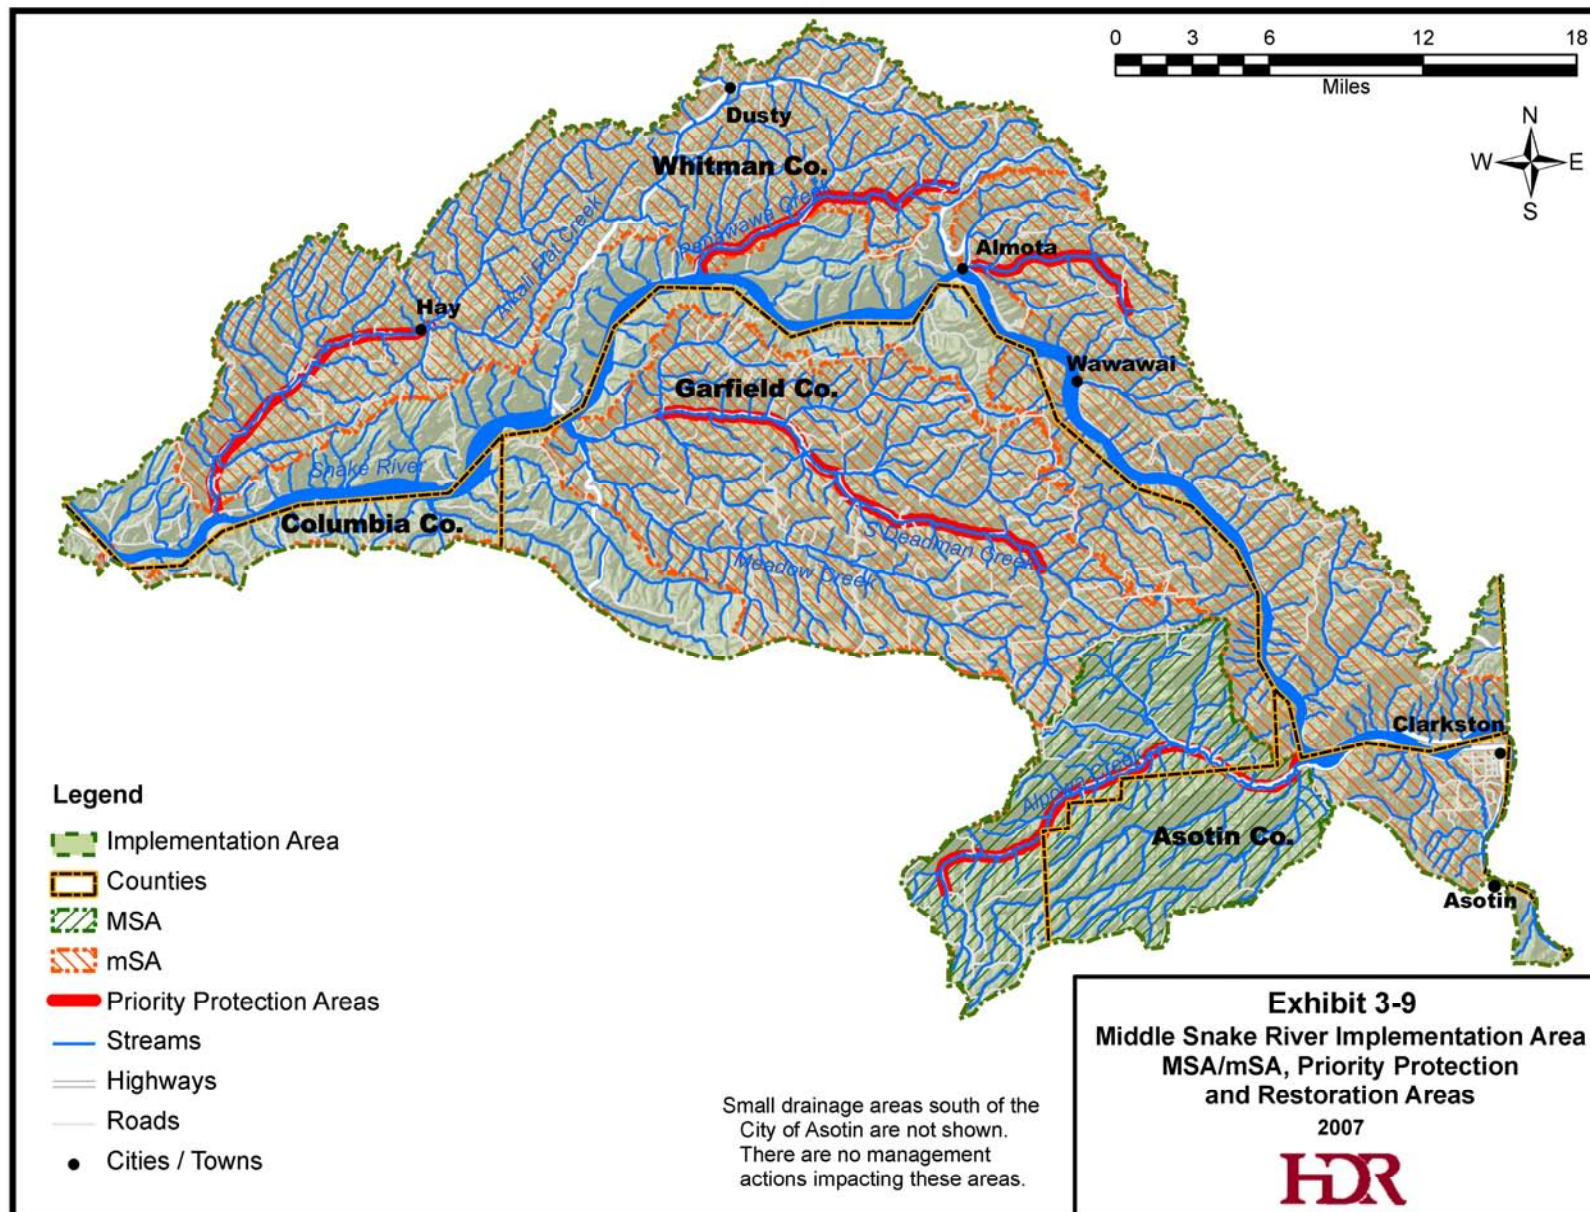 0 3 6 12 18
Miles
N
W E
S
Dusty
Whitman Co.
Penawawa Creek
Alkali Flat Creek
Almota
Hay
Wawawai
Garfield Co.
Snake River
Columbia Co.
S Deadman Creek
Meadow Creek
Clarkston
Alpowa Creek
Asotin Co.
Asotin
Legend
Implementation Area
Counties
MSA
mSA
Priority Protection Areas
Streams
Highways
Roads
Cities / Towns
Small drainage areas south of the
City of Asotin are not shown.
There are no management
actions impacting these areas.
Exhibit 3-9
Middle Snake River Implementation Area
MSA/mSA, Priority Protection
and Restoration Areas
2007
HDR